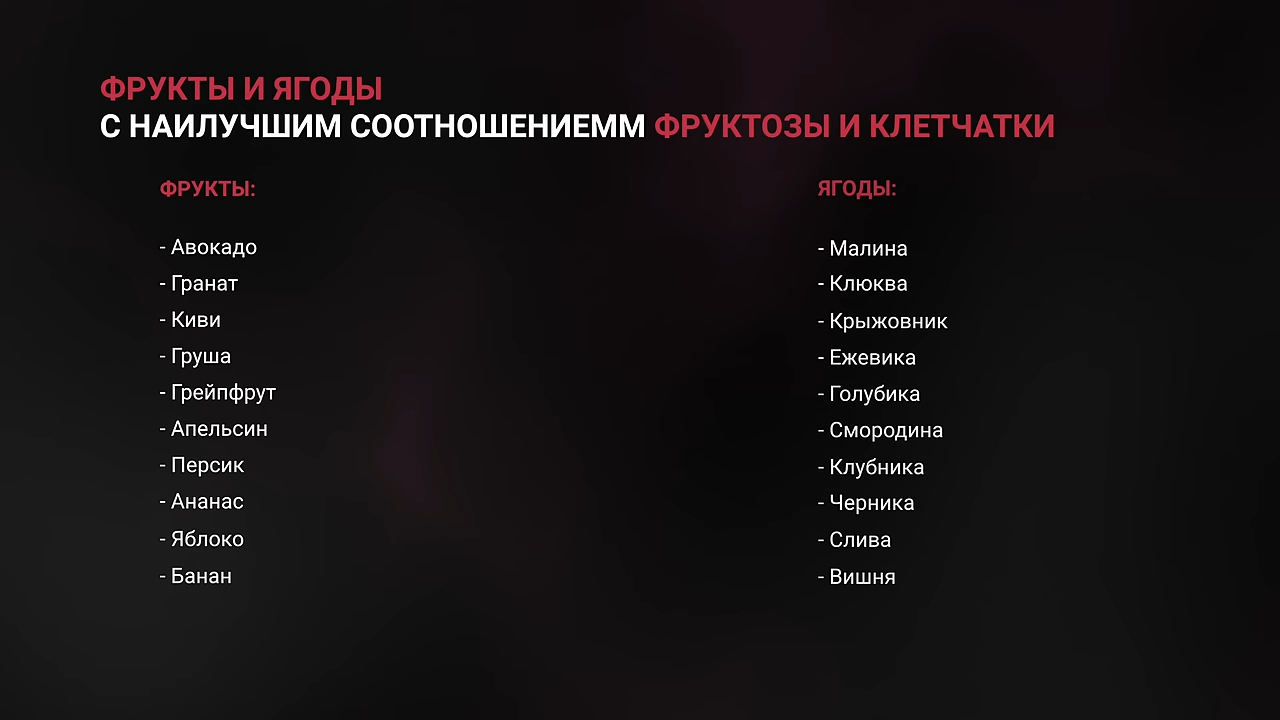 ФРУКТЫ И ЯГОДЫ
С НАИЛУЧШИМ СООТНОШЕНИЕММ ФРУКТОЗЫ И КЛЕТЧАТКИ
ФРУКТЫ:
- Авокадо
- Гранат
- Киви
- Груша
- Грейпфрут
- Апельсин
- Персик
- Ананас
- Яблоко
- Банан
ЯГОДЫ:
- Малина
- Клюква
- Крыжовник
- Ежевика
- Голубика
- Смородина
- Клубника
- Черника
- Слива
- Вишня